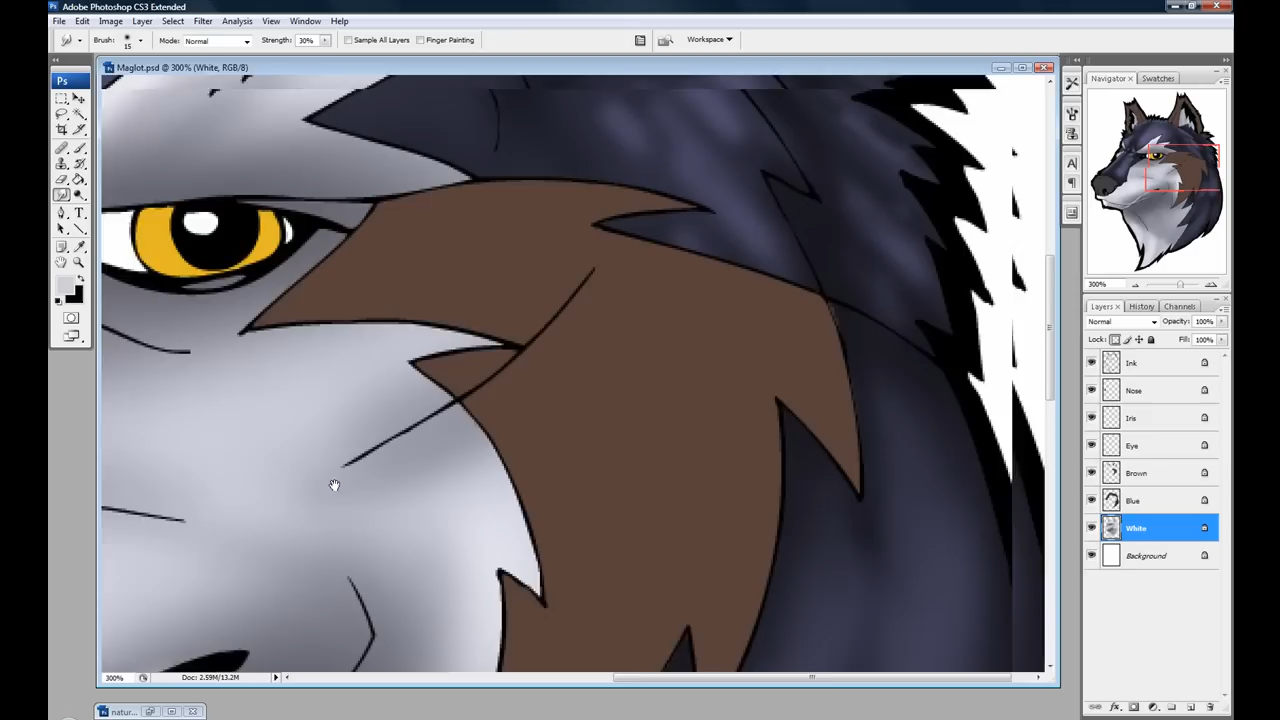 Adobe Photoshop CS3 Extended
File Edit Image Layer Select Filter Analysis View Window Help
Brush: 15 Mode: Normal Strength: 30% Sample All Layers Finger Painting Workspace
Ps
Maglot.psd @ 300% (White, RGB/8)
Navigator Swatches
300%
Layers History Channels
Normal Opacity: 100%
Lock: Fill: 100%
Ink
Nose
Iris
Eye
Brown
Blue
White
Background
300% Doc: 2.59M/13.2M
natur...